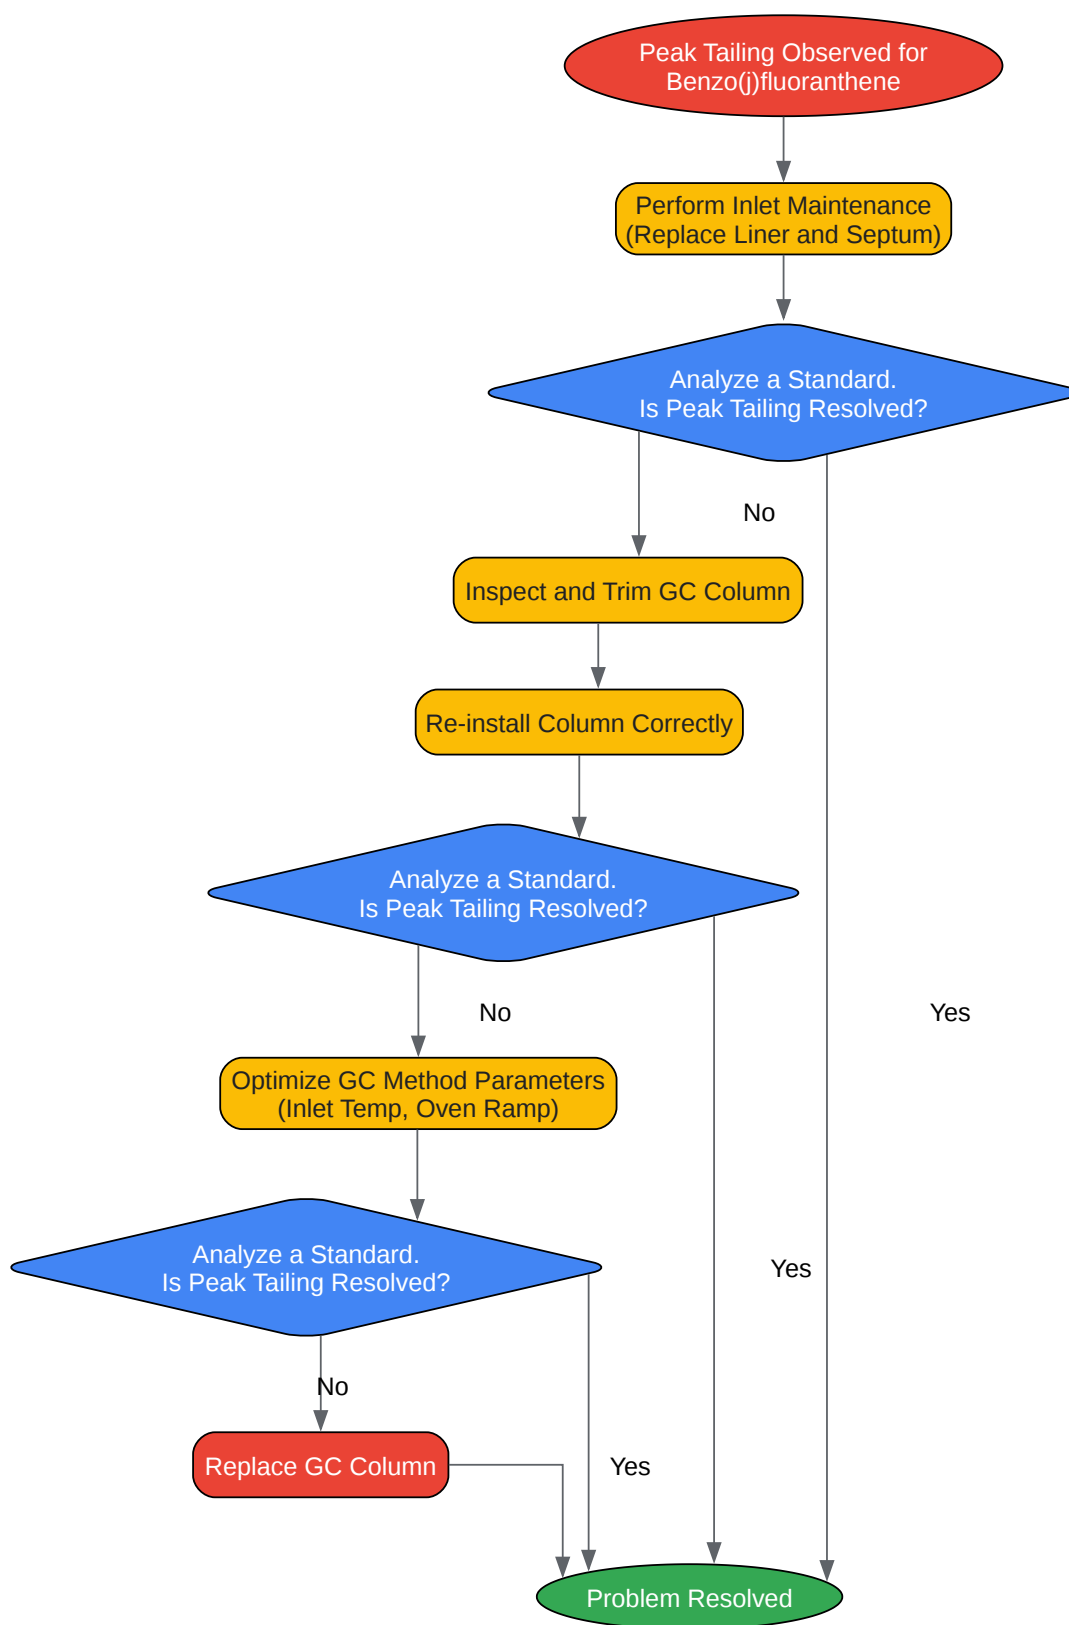 Peak Tailing Observed for
Benzo(j)fluoranthene
Perform Inlet Maintenance
(Replace Liner and Septum)
Analyze a Standard.
Is Peak Tailing Resolved?
No
Inspect and Trim GC Column
Re-install Column Correctly
Analyze a Standard.
Is Peak Tailing Resolved?
No
Yes
Optimize GC Method Parameters
(Inlet Temp, Oven Ramp)
Analyze a Standard.
Is Peak Tailing Resolved?
Yes
No
Replace GC Column
Yes
Problem Resolved